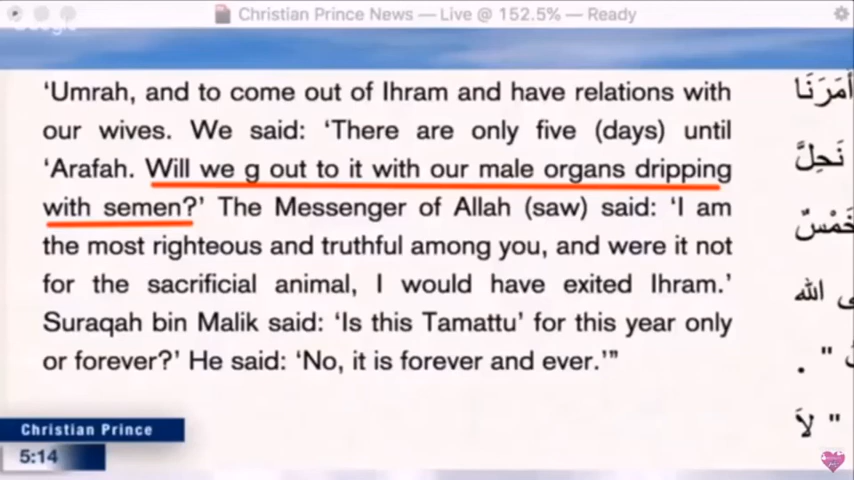 Christian Prince News — Live @ 152.5% — Ready
'Umrah, and to come out of Ihram and have relations with
our wives. We said: 'There are only five (days) until
'Arafah. Will we g out to it with our male organs dripping
with semen?' The Messenger of Allah (saw) said: 'I am
the most righteous and truthful among you, and were it not
for the sacrificial animal, I would have exited Ihram.'
Suraqah bin Malik said: 'Is this Tamattu' for this year only
or forever?' He said: 'No, it is forever and ever.'"
أَمَرَنَا
نَحِلَّ
خَمْسٌ
الله
" .
" لاَ
Christian Prince
5:14